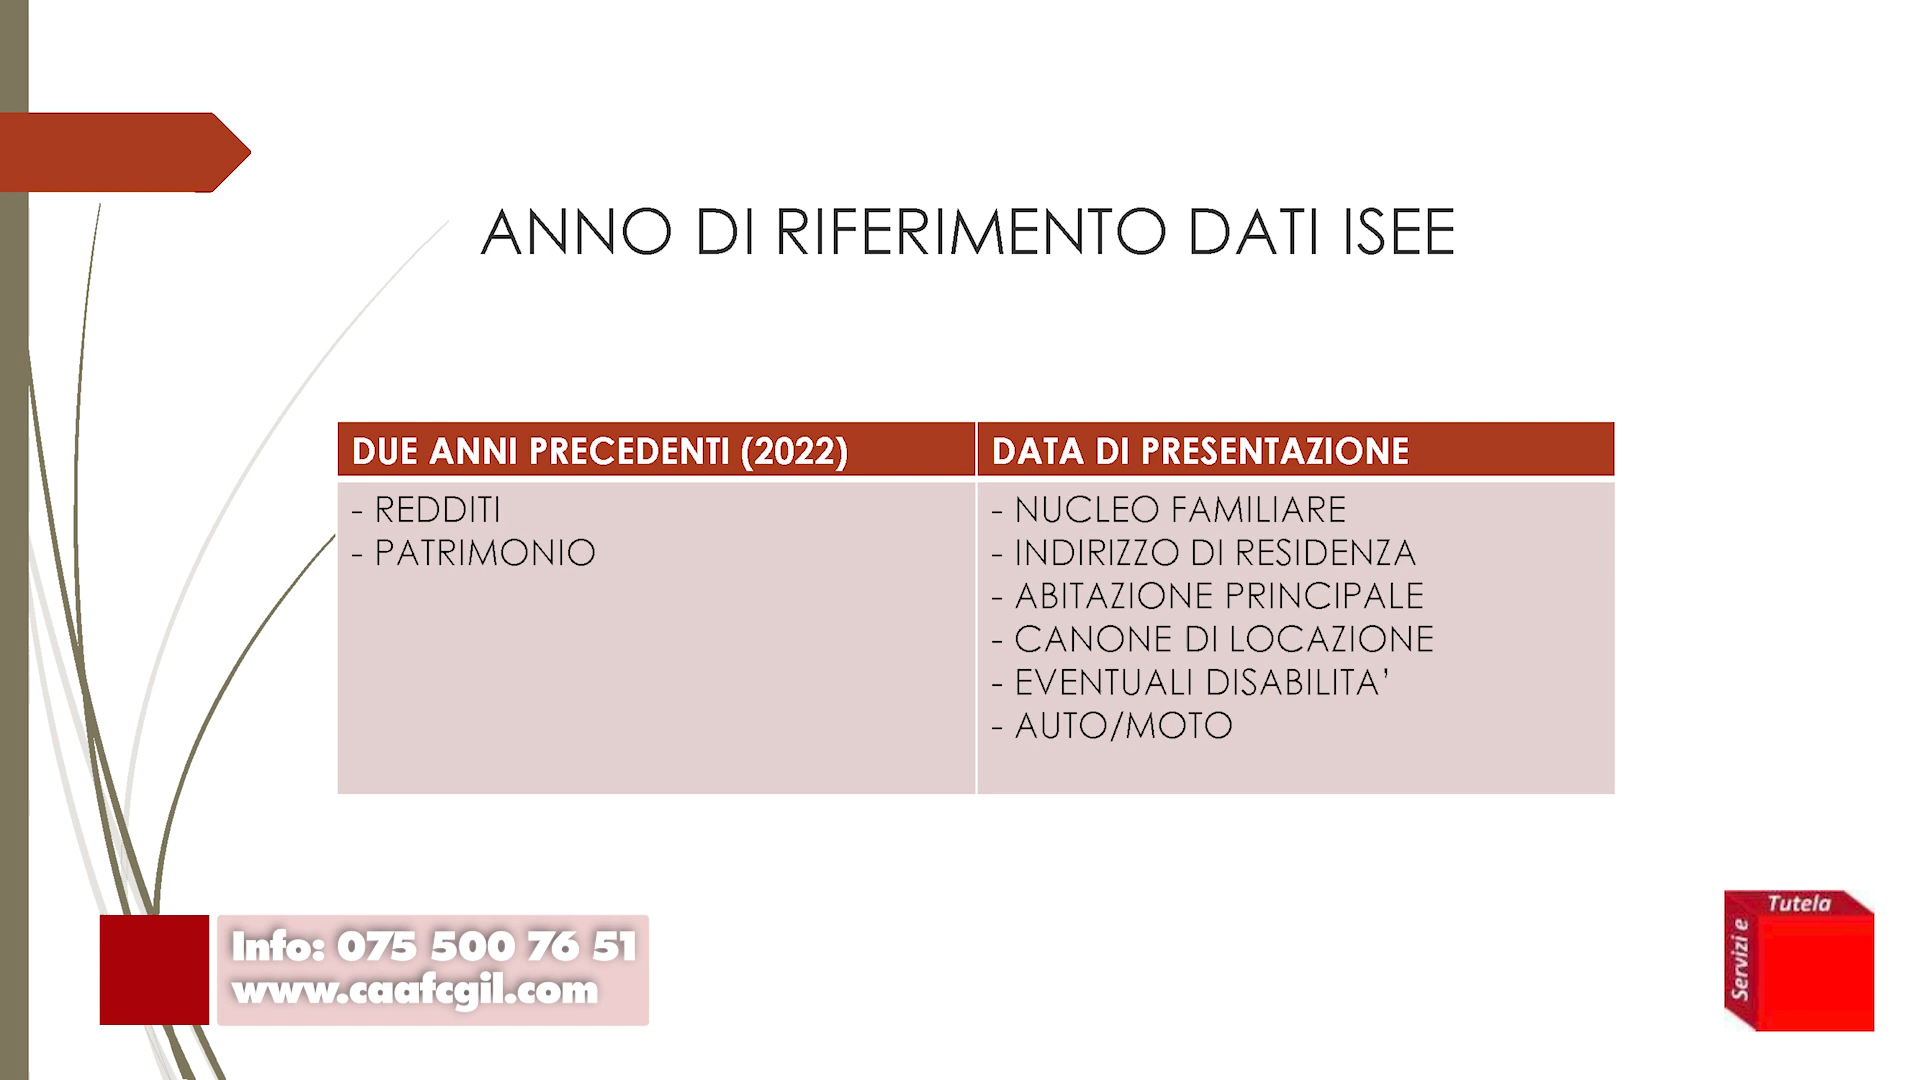 ANNO DI RIFERIMENTO DATI ISEE
DUE ANNI PRECEDENTI (2022)
- REDDITI
- PATRIMONIO
DATA DI PRESENTAZIONE
- NUCLEO FAMILIARE
- INDIRIZZO DI RESIDENZA
- ABITAZIONE PRINCIPALE
- CANONE DI LOCAZIONE
- EVENTUALI DISABILITA’
- AUTO/MOTO
Info: 075 500 76 51
www.caafcgil.com
Servizi e
Tutela